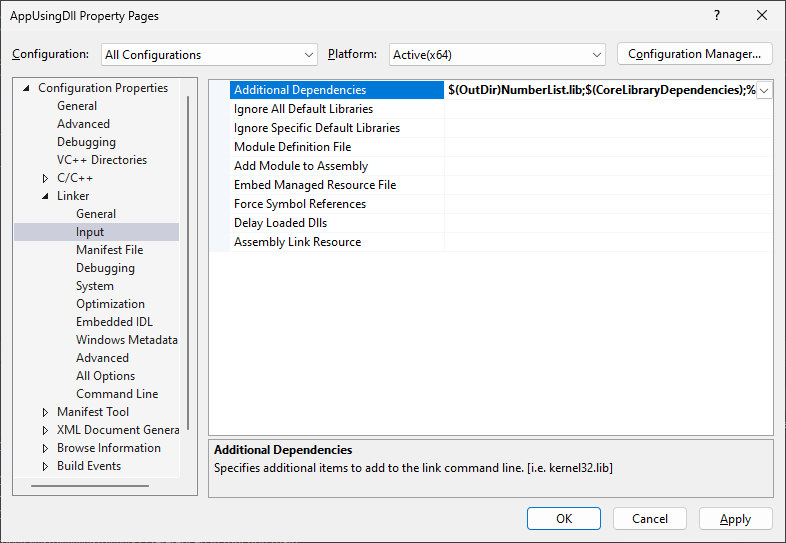 AppUsingDll Property Pages
?
Configuration: All Configurations Platform: Active(x64) Configuration Manager...
Configuration Properties
General
Advanced
Debugging
VC++ Directories
C/C++
Linker
General
Input
Manifest File
Debugging
System
Optimization
Embedded IDL
Windows Metadata
Advanced
All Options
Command Line
Manifest Tool
XML Document Genera
Browse Information
Build Events
Additional Dependencies $(OutDir)NumberList.lib;$(CoreLibraryDependencies);%
Ignore All Default Libraries
Ignore Specific Default Libraries
Module Definition File
Add Module to Assembly
Embed Managed Resource File
Force Symbol References
Delay Loaded Dlls
Assembly Link Resource
Additional Dependencies
Specifies additional items to add to the link command line. [i.e. kernel32.lib]
OK Cancel Apply